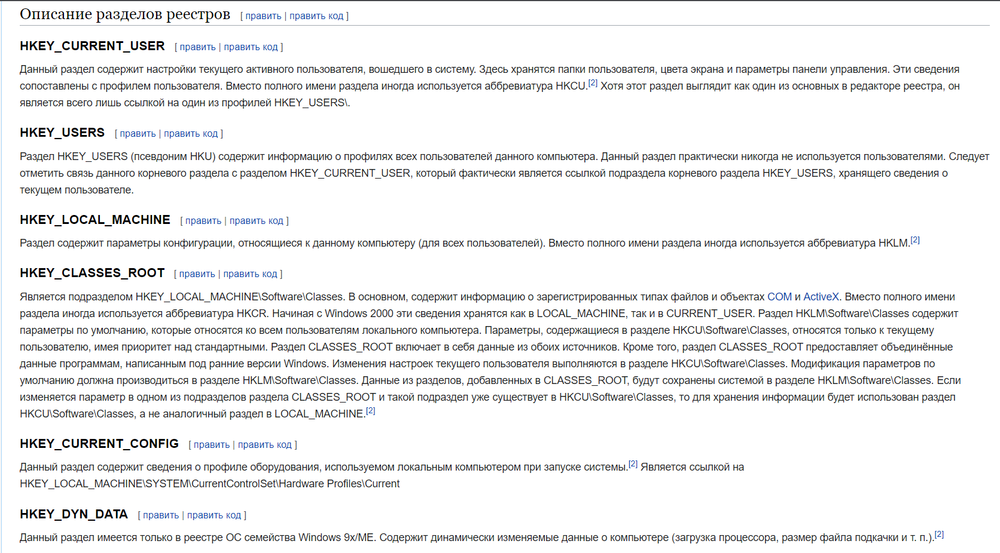 Описание разделов реестров [ править | править код ]
HKEY_CURRENT_USER [ править | править код ]
Данный раздел содержит настройки текущего активного пользователя, вошедшего в систему. Здесь хранятся папки пользователя, цвета экрана и параметры панели управления. Эти сведения
сопоставлены с профилем пользователя. Вместо полного имени раздела иногда используется аббревиатура HKCU.[2] Хотя этот раздел выглядит как один из основных в редакторе реестра, он
является всего лишь ссылкой на один из профилей HKEY_USERS\.
HKEY_USERS [ править | править код ]
Раздел HKEY_USERS (псевдоним HKU) содержит информацию о профилях всех пользователей данного компьютера. Данный раздел практически никогда не используется пользователями. Следует
отметить связь данного корневого раздела с разделом HKEY_CURRENT_USER, который фактически является ссылкой подраздела корневого раздела HKEY_USERS, хранящего сведения о
текущем пользователе.
HKEY_LOCAL_MACHINE [ править | править код ]
Раздел содержит параметры конфигурации, относящиеся к данному компьютеру (для всех пользователей). Вместо полного имени раздела иногда используется аббревиатура HKLM.[2]
HKEY_CLASSES_ROOT [ править | править код ]
Является подразделом HKEY_LOCAL_MACHINE\Software\Classes. В основном, содержит информацию о зарегистрированных типах файлов и объектах COM и ActiveX. Вместо полного имени
раздела иногда используется аббревиатура HKCR. Начиная с Windows 2000 эти сведения хранятся как в LOCAL_MACHINE, так и в CURRENT_USER. Раздел HKLM\Software\Classes содержит
параметры по умолчанию, которые относятся ко всем пользователям локального компьютера. Параметры, содержащиеся в разделе HKCU\Software\Classes, относятся только к текущему
пользователю, имея приоритет над стандартными. Раздел CLASSES_ROOT включает в себя данные из обоих источников. Кроме того, раздел CLASSES_ROOT предоставляет объединённые
данные программам, написанным под ранние версии Windows. Изменения настроек текущего пользователя выполняются в разделе HKCU\Software\Classes. Модификация параметров по
умолчанию должна производиться в разделе HKLM\Software\Classes. Данные из разделов, добавленных в CLASSES_ROOT, будут сохранены системой в разделе HKLM\Software\Classes. Если
изменяется параметр в одном из подразделов раздела CLASSES_ROOT и такой подраздел уже существует в HKCU\Software\Classes, то для хранения информации будет использован раздел
HKCU\Software\Classes, а не аналогичный раздел в LOCAL_MACHINE.[2]
HKEY_CURRENT_CONFIG [ править | править код ]
Данный раздел содержит сведения о профиле оборудования, используемом локальным компьютером при запуске системы.[2] Является ссылкой на
HKEY_LOCAL_MACHINE\SYSTEM\CurrentControlSet\Hardware Profiles\Current
HKEY_DYN_DATA [ править | править код ]
Данный раздел имеется только в реестре ОС семейства Windows 9x/ME. Содержит динамически изменяемые данные о компьютере (загрузка процессора, размер файла подкачки и т. п.).[2]